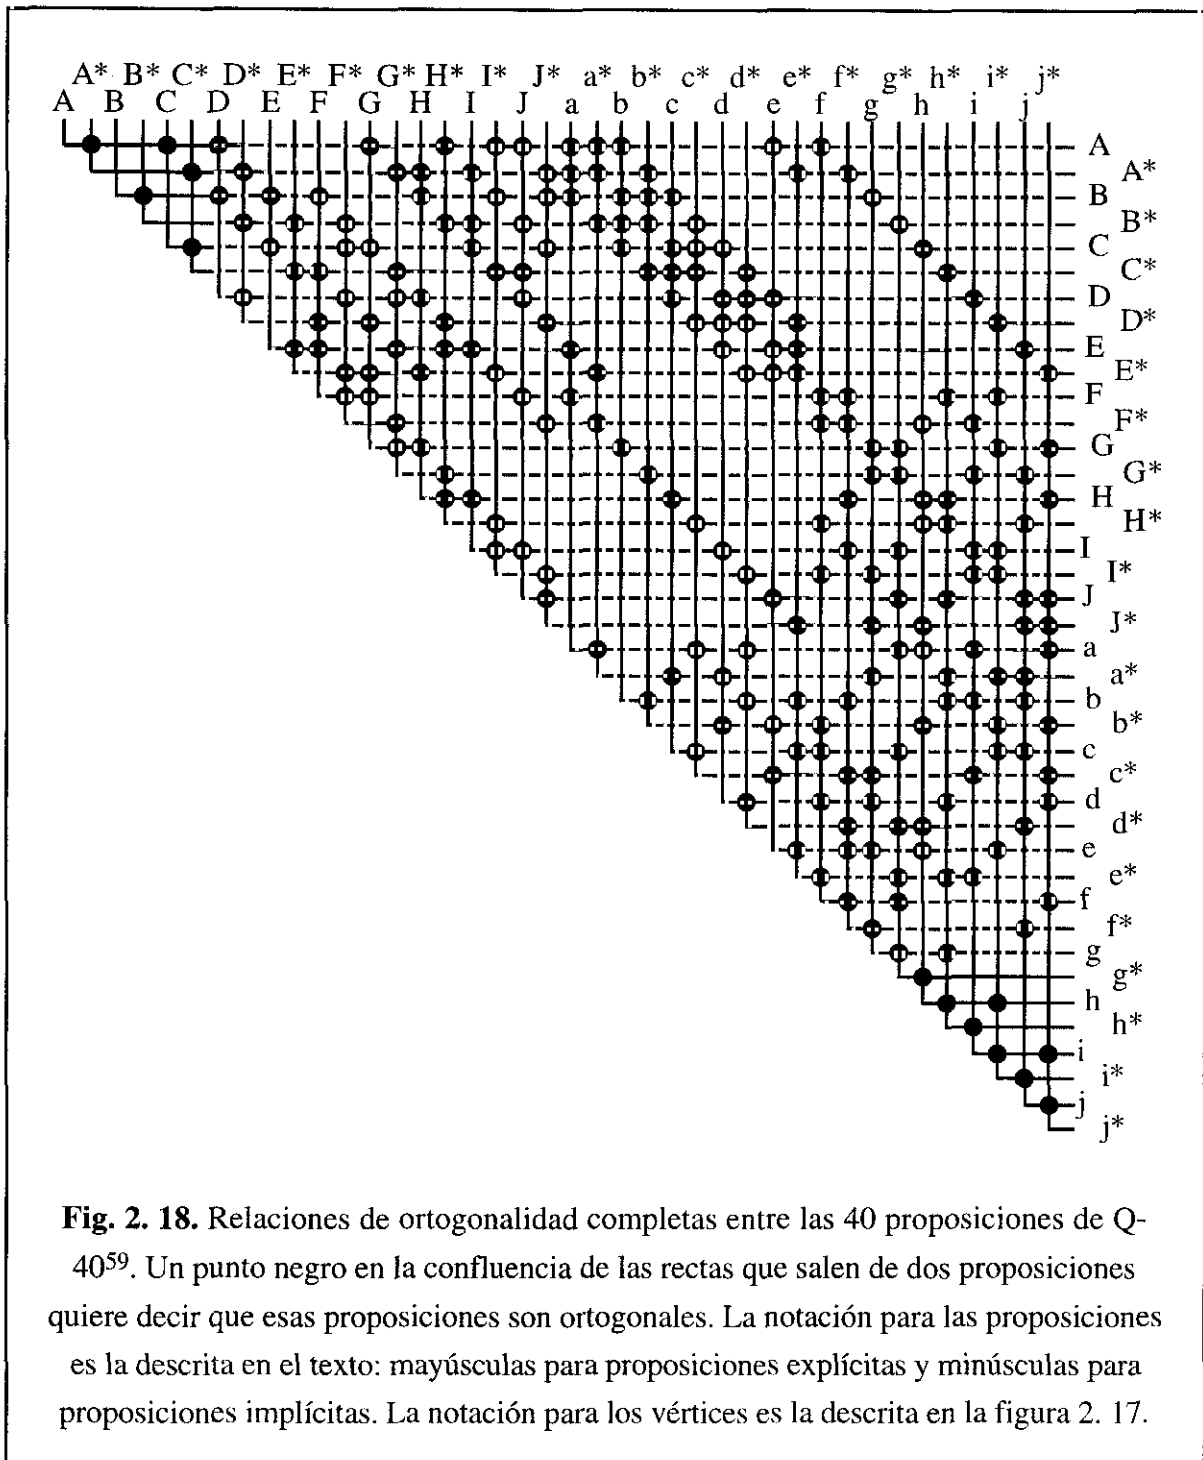 A* B* C* D* E* F* G* H* I* J* a* b* c* d* e* f* g* h* i* j*
A B C D E F G H I J a b c d e f g h i j
A
A*
B
B*
C
C*
D
D*
E
E*
F
F*
G
G*
H
H*
I
I*
J
J*
a
a*
b
b*
c
c*
d
d*
e
e*
f
f*
g
g*
h
h*
i
i*
j
j*
Fig. 2. 18. Relaciones de ortogonalidad completas entre las 40 proposiciones de Q-
40⁵⁹. Un punto negro en la confluencia de las rectas que salen de dos proposiciones
quiere decir que esas proposiciones son ortogonales. La notación para las proposiciones
es la descrita en el texto: mayúsculas para proposiciones explícitas y minúsculas para
proposiciones implícitas. La notación para los vértices es la descrita en la figura 2. 17.